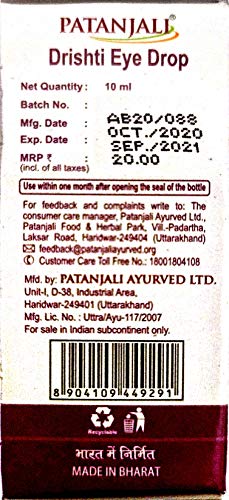 PATANJALI®
Drishti Eye Drop
Net Quantity : 10 ml
Batch No. : AB20/088
Mfg. Date : OCT./2020
Exp. Date : SEP./2021
MRP ₹ : 20.00
(incl. of all taxes)
Use within one month after opening the seal of the bottle
For feedback and complaints write to: The
consumer care manager, Patanjali Ayurved Ltd.,
Patanjali Food & Herbal Park, Vill.-Padartha,
Laksar Road, Haridwar-249404 (Uttarakhand)
feedback@patanjaliayurved.org
Customer Care Toll Free No.: 18001804108
Mfd. by: PATANJALI AYURVED LTD.
Unit-I, D-38, Industrial Area,
Haridwar-249401 (Uttarakhand)
Mfg. Lic. No. : Uttra/Ayu-117/2007
For sale in Indian subcontinent only.
8 904109 449291
Recyclable
भारत में निर्मित
MADE IN BHARAT